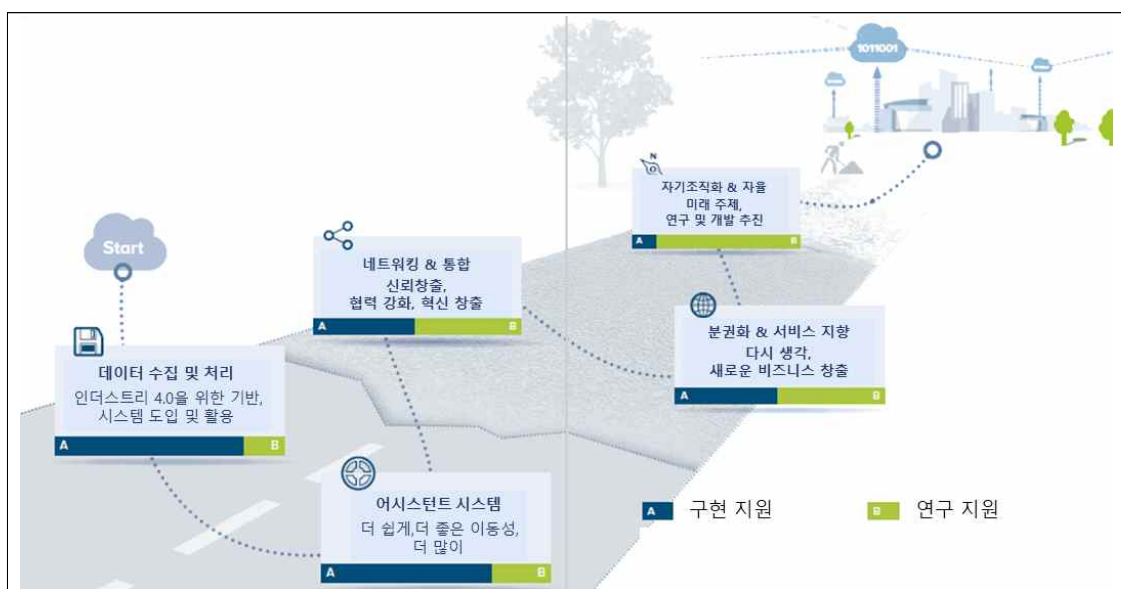 Start
데이터 수집 및 처리
인더스트리 4.0을 위한 기반,
시스템 도입 및 활용
A B
어시스턴트 시스템
더 쉽게,더 좋은 이동성,
더 많이
A B
네트워킹 & 통합
신뢰창출,
협력 강화, 혁신 창출
A B
분권화 & 서비스 지향
다시 생각,
새로운 비즈니스 창출
A B
N
자기조직화 & 자율
미래 주제,
연구 및 개발 추진
A B
1011001
A 구현 지원
B 연구 지원